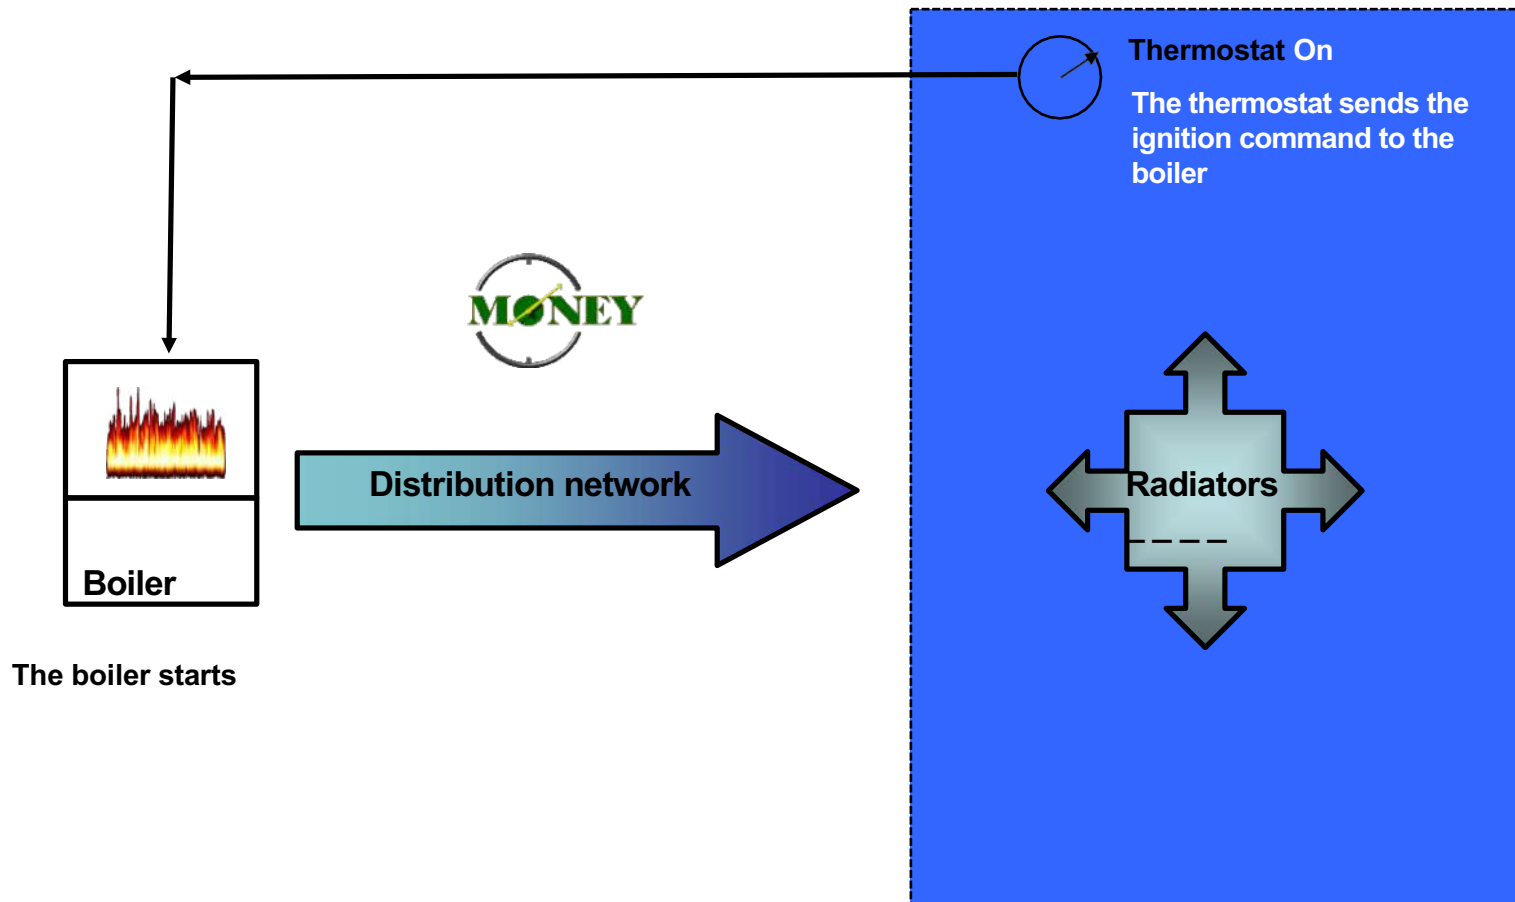 Thermostat On
The thermostat sends the
ignition command to the
boiler
MONEY
Distribution network
Radiators
Boiler
The boiler starts